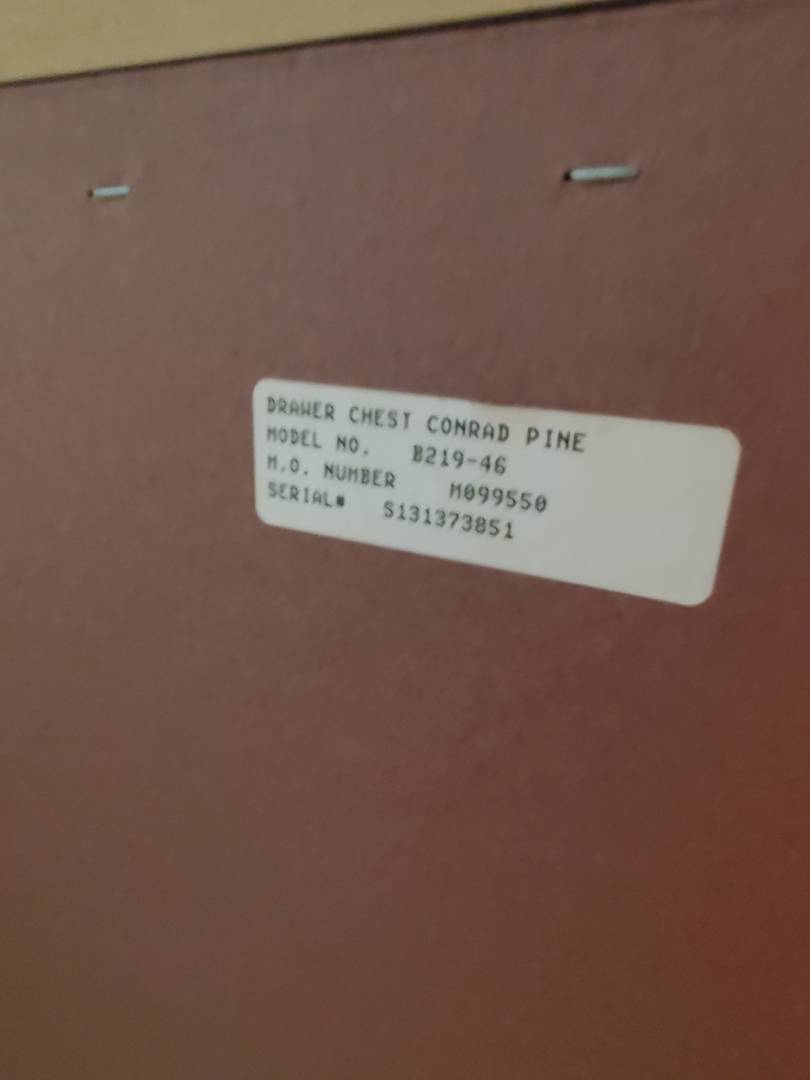 DRAWER CHEST CONRAD PINE
MODEL NO. B219-46
M.O. NUMBER M099550
SERIAL# S131373851